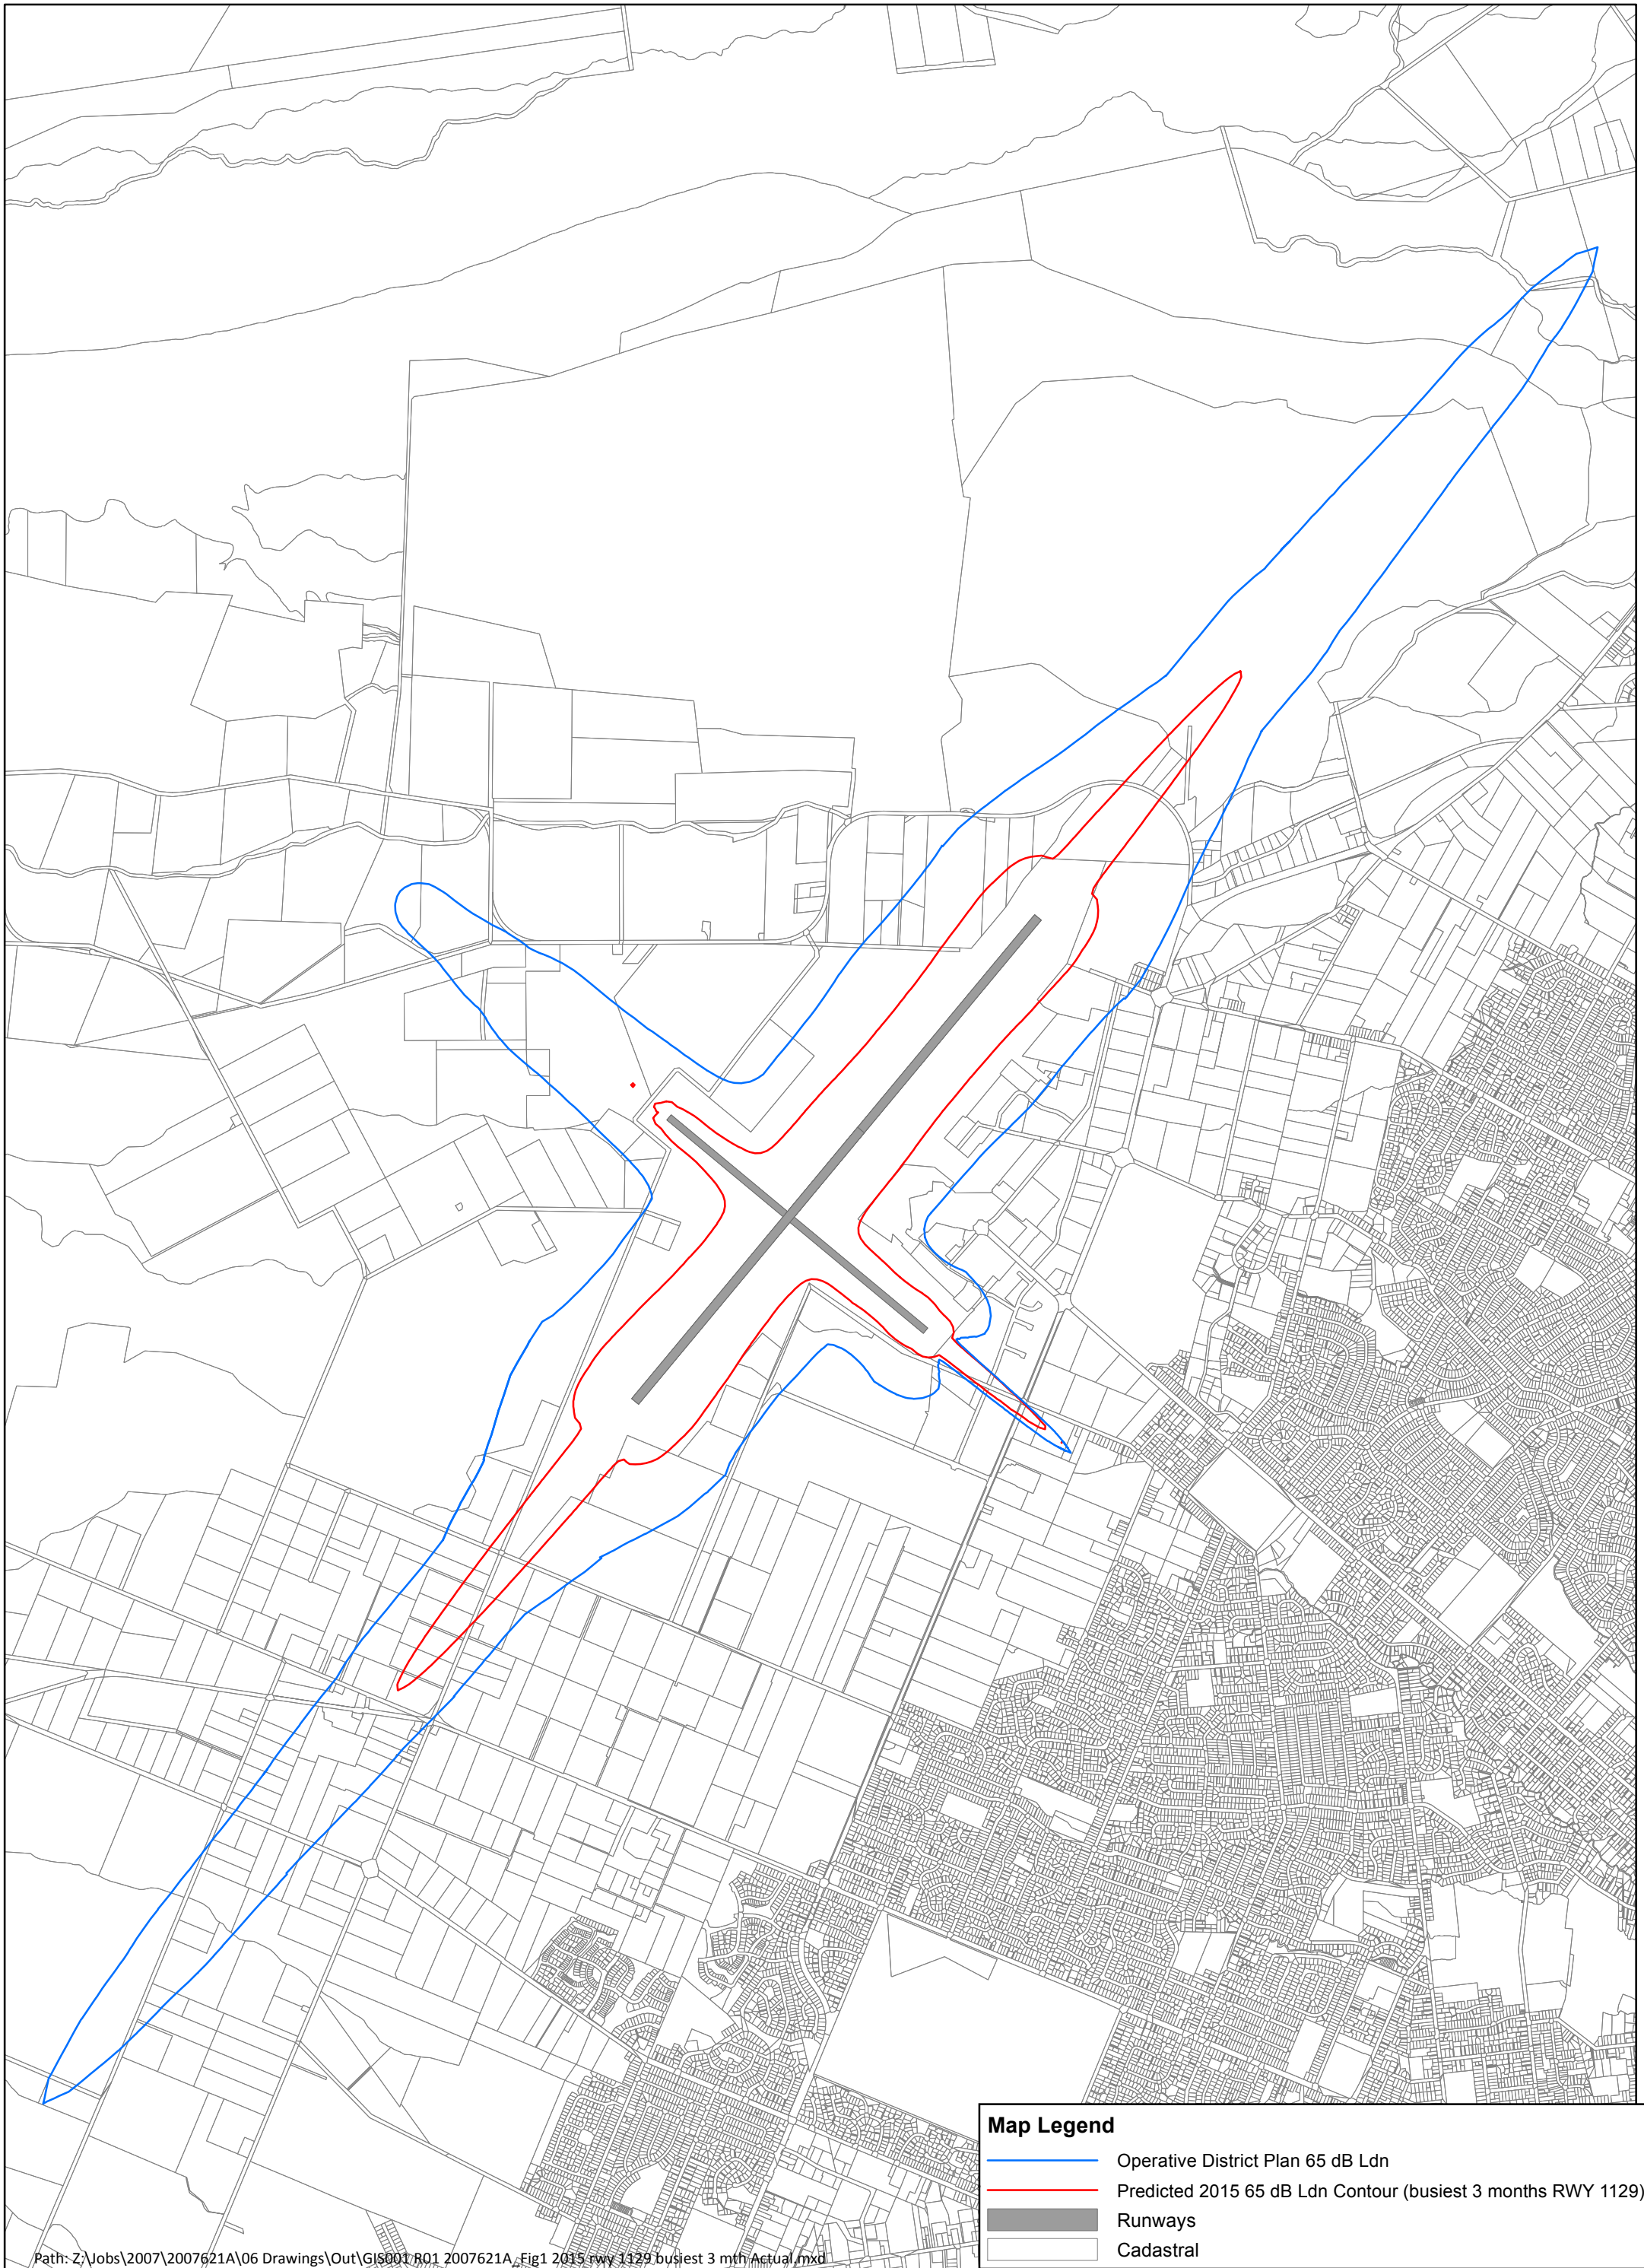 Map Legend
Operative District Plan 65 dB Ldn
Predicted 2015 65 dB Ldn Contour (busiest 3 months RWY 1129)
Runways
Cadastral
Path: Z:\Jobs\2007\2007621A\06 Drawings\Out\GIS001 R01 2007621A_Fig1 2015 rwy 1129 busiest 3 mth Actual.mxd